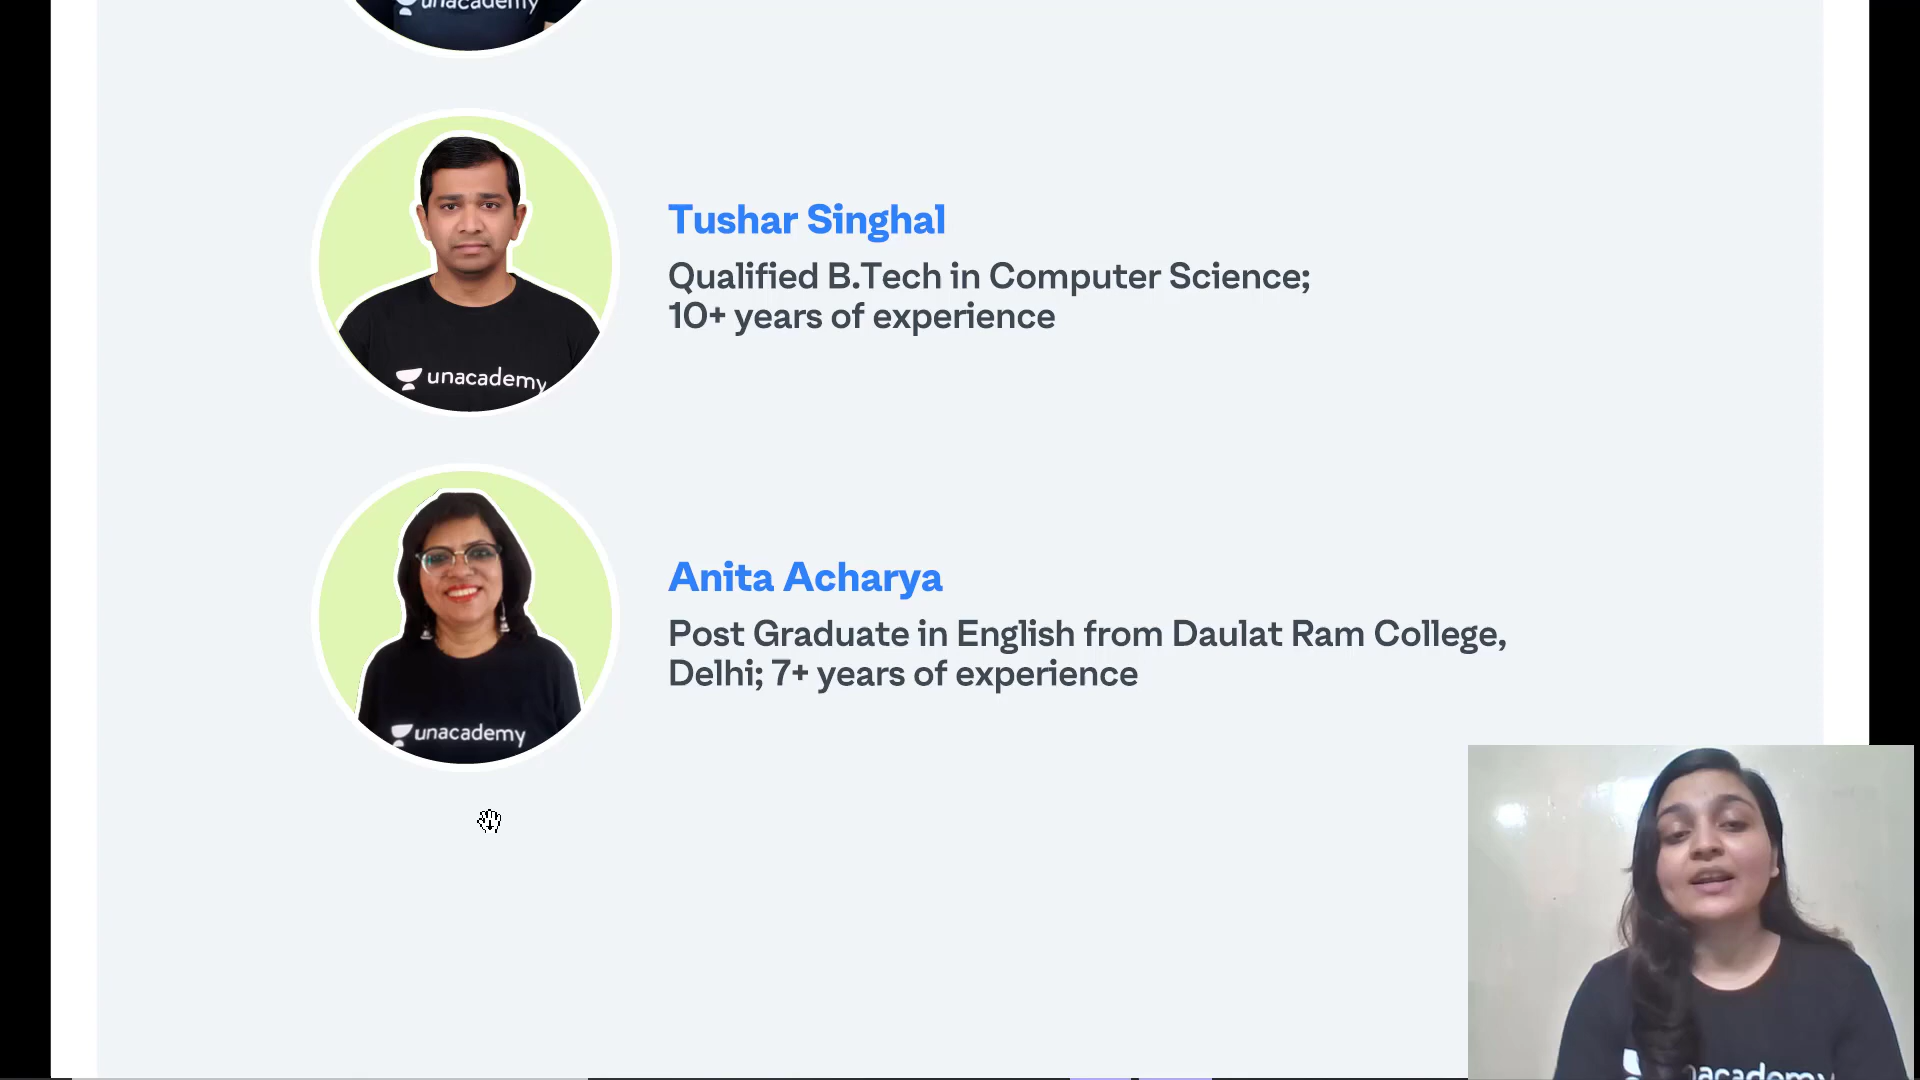 unacademy
Tushar Singhal
Qualified B.Tech in Computer Science;
10+ years of experience
unacademy
Anita Acharya
Post Graduate in English from Daulat Ram College,
Delhi; 7+ years of experience
unacademy
unacademy